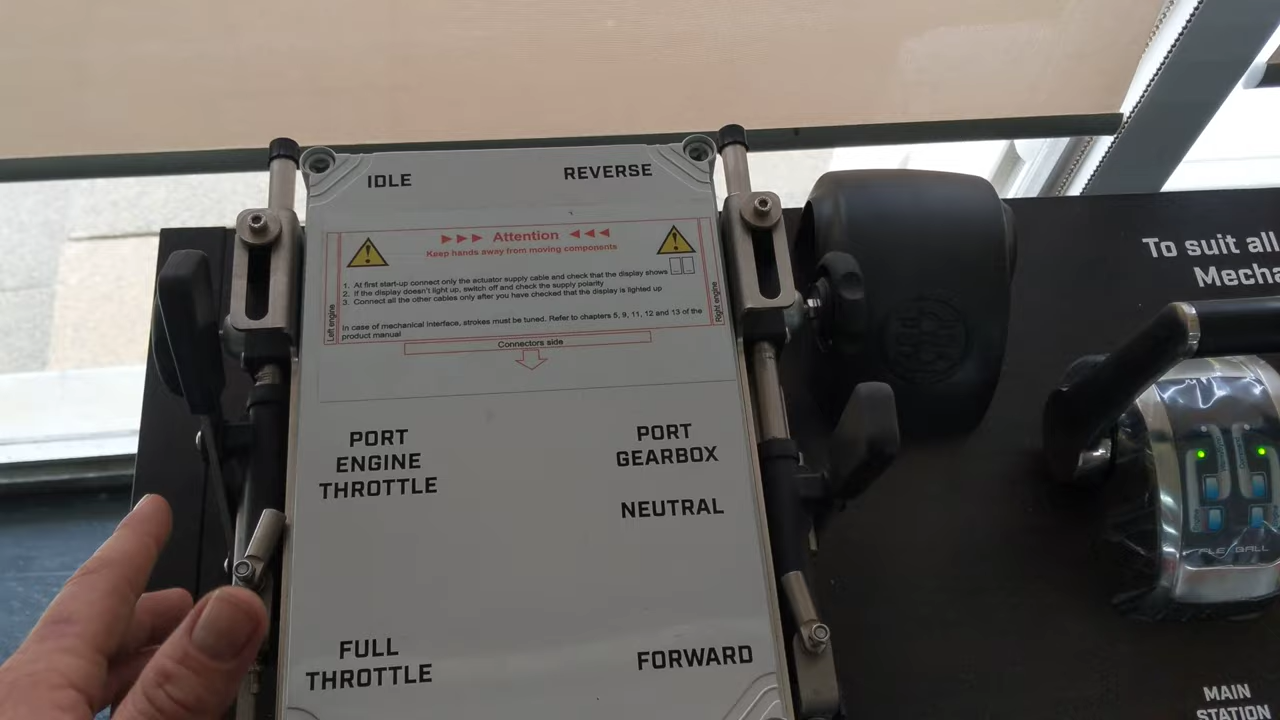 IDLE
REVERSE
Attention
Keep hands away from moving components
1. At first start-up connect only the actuator supply cable and check that the display shows
2. If the display doesn't light up, switch off and check the supply polarity
3. Connect all the other cables only after you have checked that the display is lighted up
In case of mechanical interface, strokes must be tuned. Refer to chapters 5, 9, 11, 12 and 13 of the
product manual
Left engine
Right engine
Connectors side
PORT
ENGINE
THROTTLE
PORT
GEARBOX
NEUTRAL
FULL
THROTTLE
FORWARD
To suit all
Mecha
FLEXBALL
MAIN
STATION